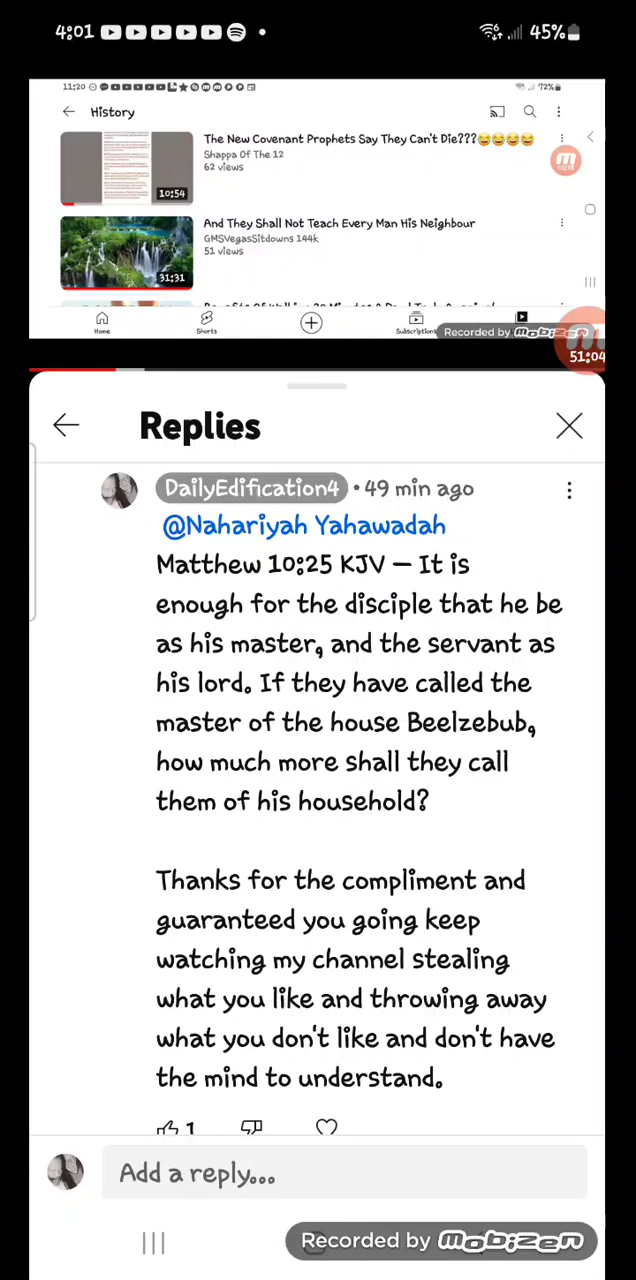 4:01
45%
11:20
72%
History
The New Covenant Prophets Say They Can't Die???😂😂😂😂
Shappa Of The 12
62 views
10:54
And They Shall Not Teach Every Man His Neighbour
GMSVegasSitdowns 144k
51 views
31:31
Home
Shorts
Subscriptions
Recorded by mobizen
51:04
Replies
DailyEdification4 • 49 min ago
@Nahariyah Yahawadah
Matthew 10:25 KJV — It is
enough for the disciple that he be
as his master, and the servant as
his lord. If they have called the
master of the house Beelzebub,
how much more shall they call
them of his household?
Thanks for the compliment and
guaranteed you going keep
watching my channel stealing
what you like and throwing away
what you don't like and don't have
the mind to understand.
1
Add a reply...
Recorded by mobizen